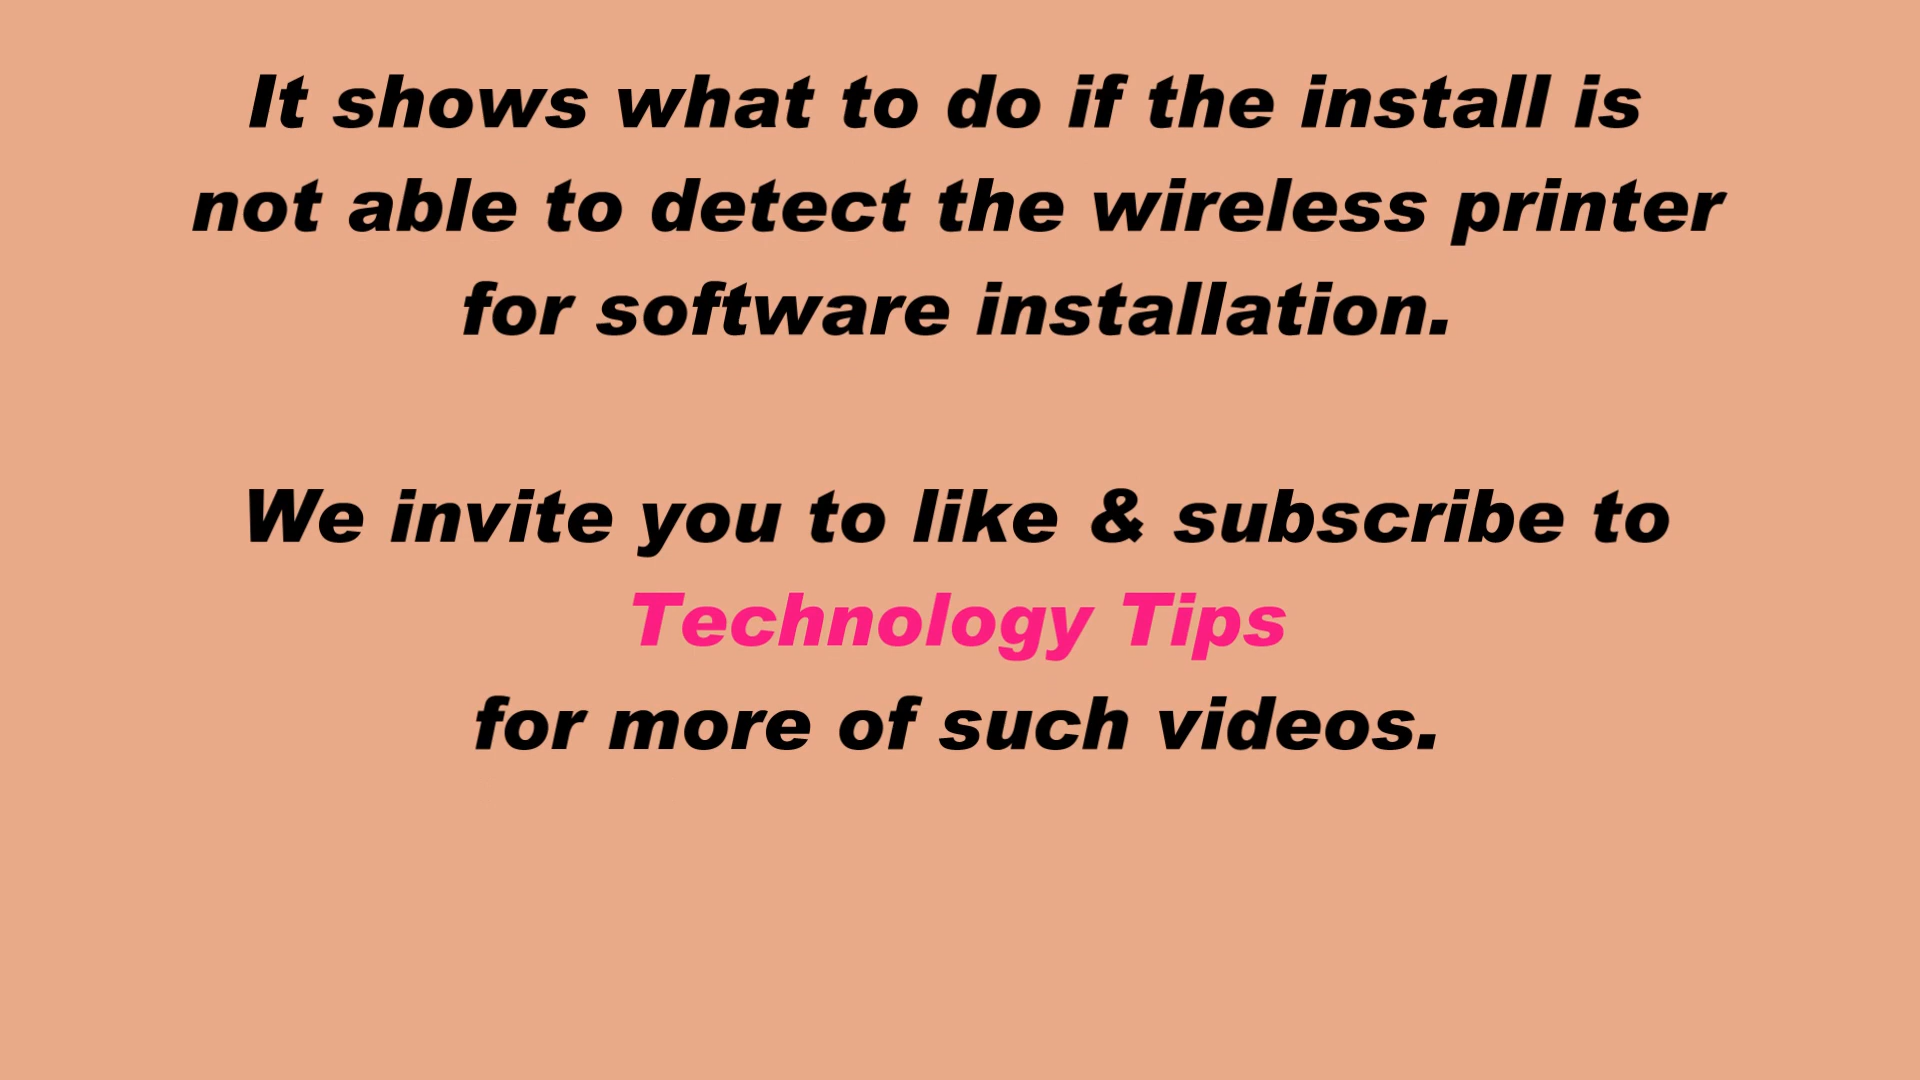 It shows what to do if the install is
not able to detect the wireless printer
for software installation.
We invite you to like & subscribe to
Technology Tips
for more of such videos.